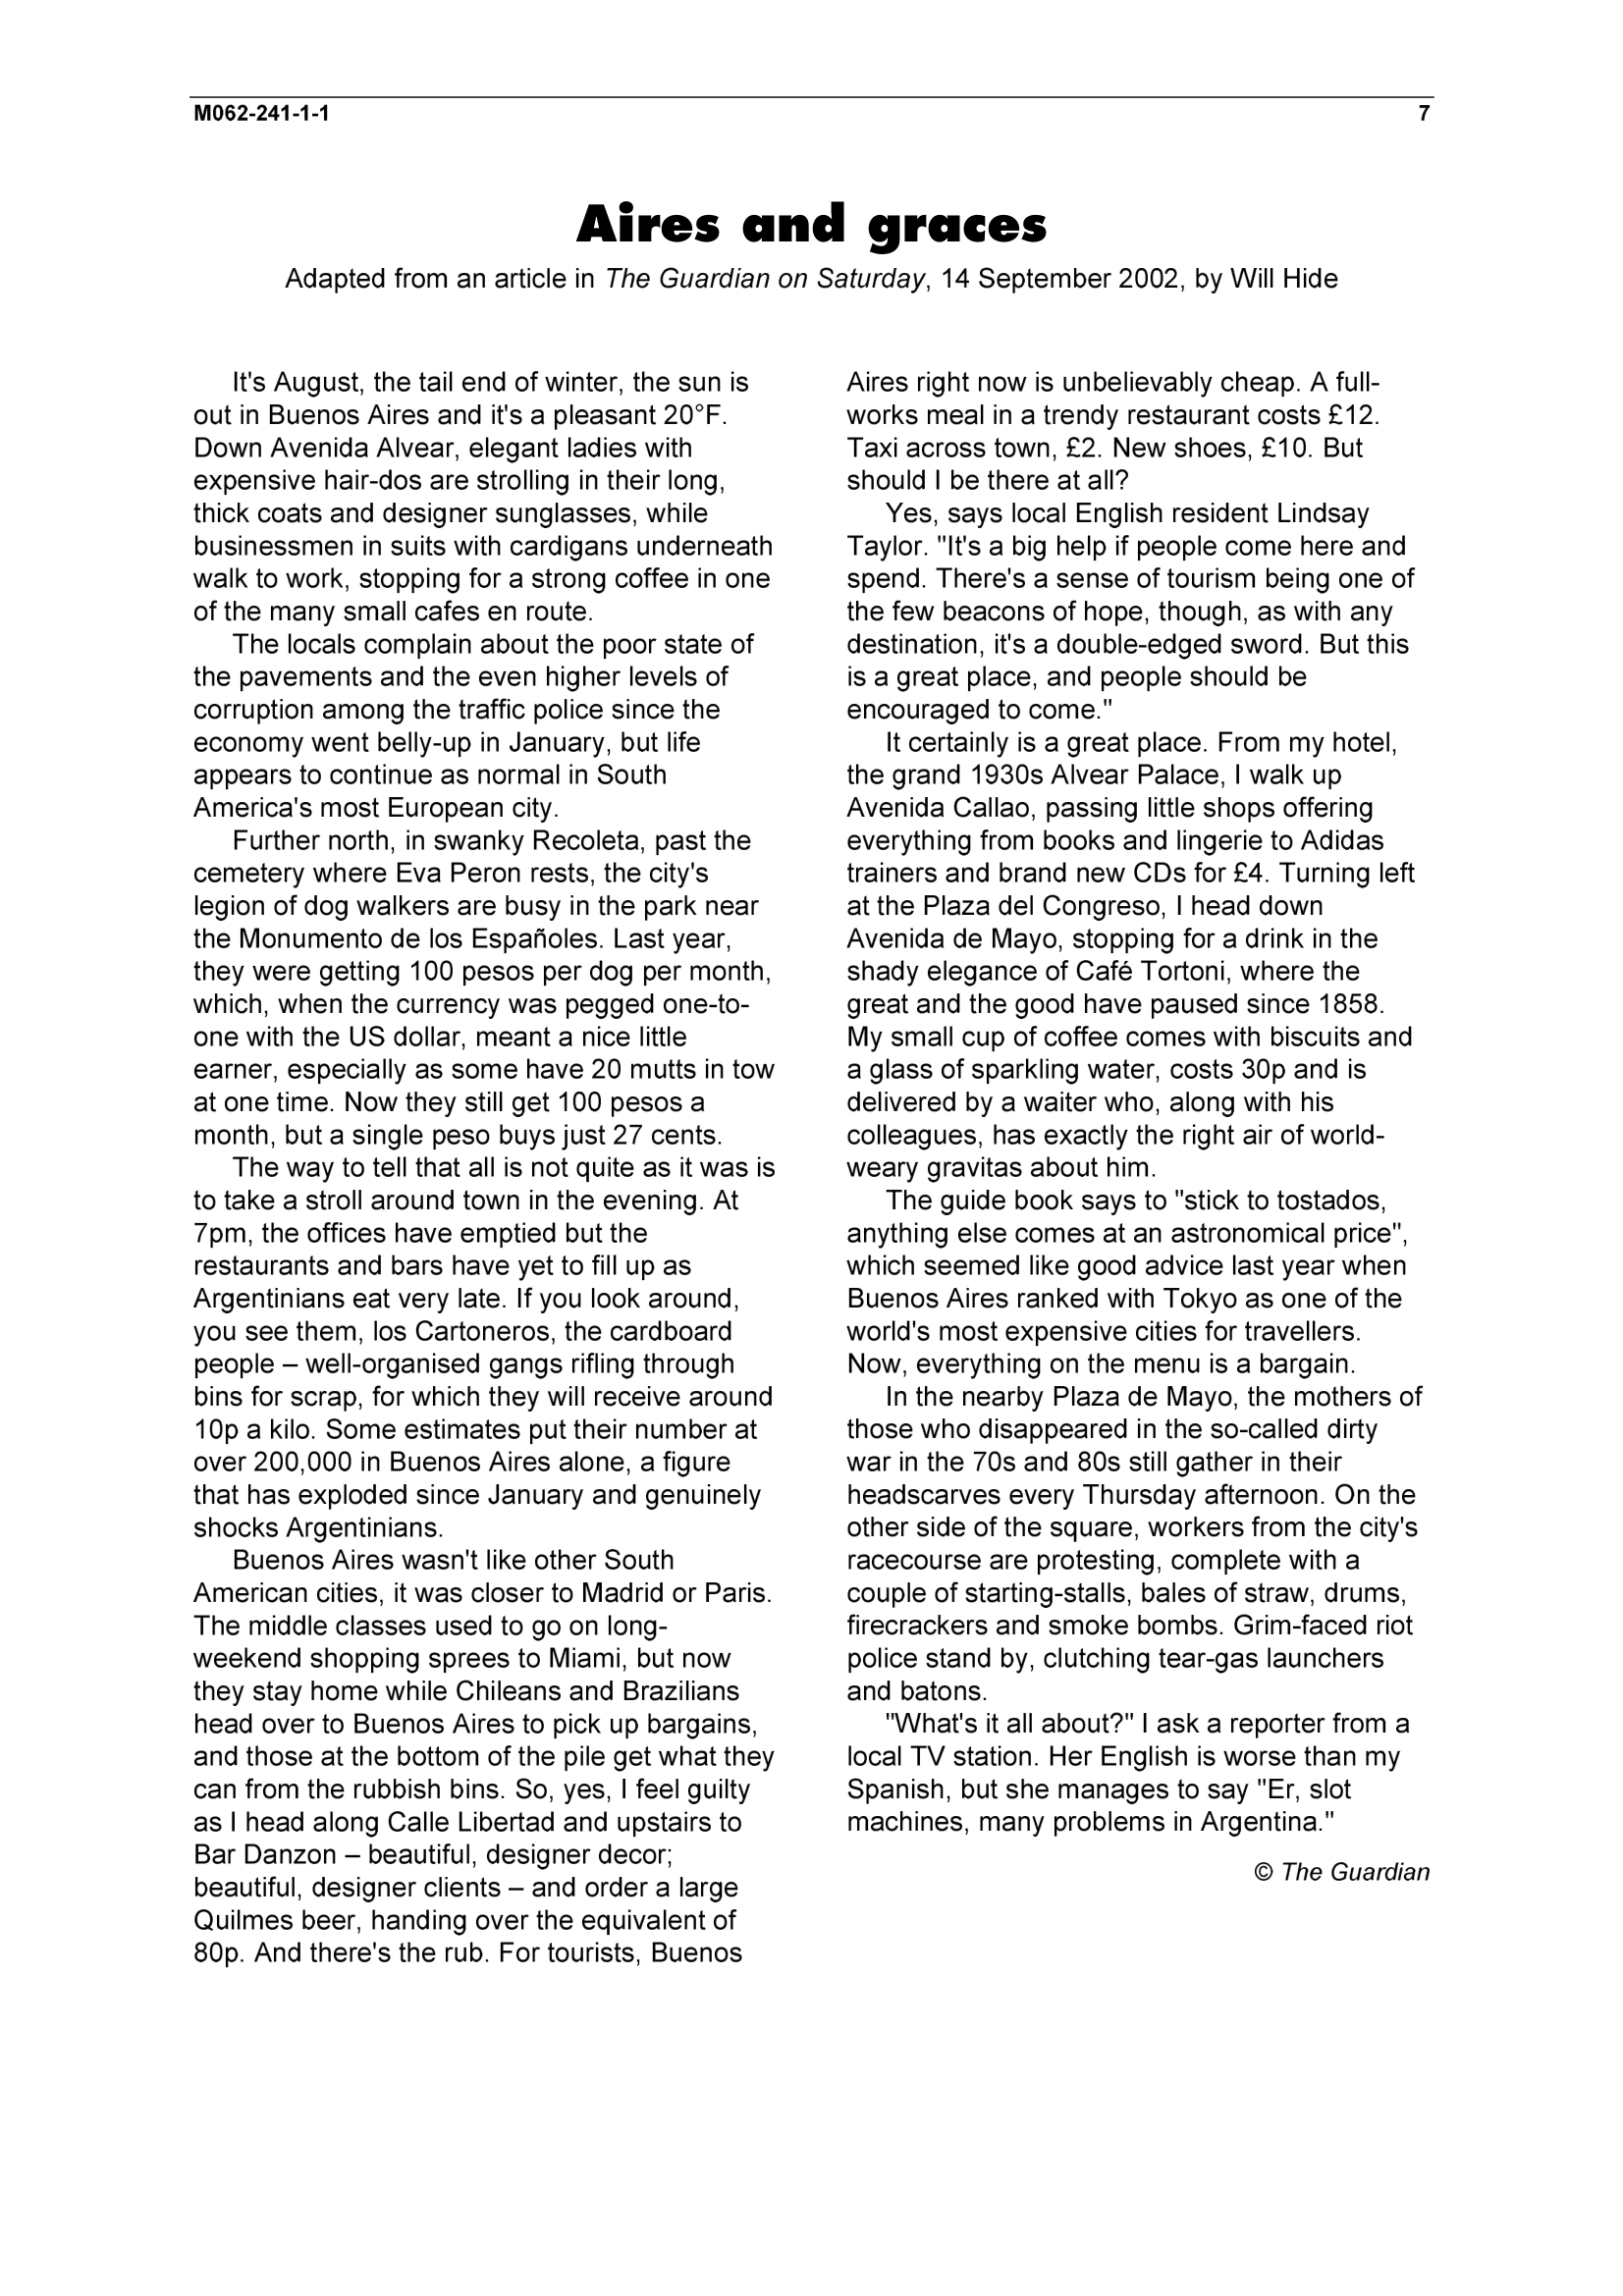 M062-241-1-1 7
Aires and graces
Adapted from an article in The Guardian on Saturday, 14 September 2002, by Will Hide
It's August, the tail end of winter, the sun is
out in Buenos Aires and it's a pleasant 20°F.
Down Avenida Alvear, elegant ladies with
expensive hair-dos are strolling in their long,
thick coats and designer sunglasses, while
businessmen in suits with cardigans underneath
walk to work, stopping for a strong coffee in one
of the many small cafes en route.
The locals complain about the poor state of
the pavements and the even higher levels of
corruption among the traffic police since the
economy went belly-up in January, but life
appears to continue as normal in South
America's most European city.
Further north, in swanky Recoleta, past the
cemetery where Eva Peron rests, the city's
legion of dog walkers are busy in the park near
the Monumento de los Españoles. Last year,
they were getting 100 pesos per dog per month,
which, when the currency was pegged one-to-
one with the US dollar, meant a nice little
earner, especially as some have 20 mutts in tow
at one time. Now they still get 100 pesos a
month, but a single peso buys just 27 cents.
The way to tell that all is not quite as it was is
to take a stroll around town in the evening. At
7pm, the offices have emptied but the
restaurants and bars have yet to fill up as
Argentinians eat very late. If you look around,
you see them, los Cartoneros, the cardboard
people – well-organised gangs rifling through
bins for scrap, for which they will receive around
10p a kilo. Some estimates put their number at
over 200,000 in Buenos Aires alone, a figure
that has exploded since January and genuinely
shocks Argentinians.
Buenos Aires wasn't like other South
American cities, it was closer to Madrid or Paris.
The middle classes used to go on long-
weekend shopping sprees to Miami, but now
they stay home while Chileans and Brazilians
head over to Buenos Aires to pick up bargains,
and those at the bottom of the pile get what they
can from the rubbish bins. So, yes, I feel guilty
as I head along Calle Libertad and upstairs to
Bar Danzon – beautiful, designer decor;
beautiful, designer clients – and order a large
Quilmes beer, handing over the equivalent of
80p. And there's the rub. For tourists, Buenos
Aires right now is unbelievably cheap. A full-
works meal in a trendy restaurant costs £12.
Taxi across town, £2. New shoes, £10. But
should I be there at all?
Yes, says local English resident Lindsay
Taylor. "It's a big help if people come here and
spend. There's a sense of tourism being one of
the few beacons of hope, though, as with any
destination, it's a double-edged sword. But this
is a great place, and people should be
encouraged to come."
It certainly is a great place. From my hotel,
the grand 1930s Alvear Palace, I walk up
Avenida Callao, passing little shops offering
everything from books and lingerie to Adidas
trainers and brand new CDs for £4. Turning left
at the Plaza del Congreso, I head down
Avenida de Mayo, stopping for a drink in the
shady elegance of Café Tortoni, where the
great and the good have paused since 1858.
My small cup of coffee comes with biscuits and
a glass of sparkling water, costs 30p and is
delivered by a waiter who, along with his
colleagues, has exactly the right air of world-
weary gravitas about him.
The guide book says to "stick to tostados,
anything else comes at an astronomical price",
which seemed like good advice last year when
Buenos Aires ranked with Tokyo as one of the
world's most expensive cities for travellers.
Now, everything on the menu is a bargain.
In the nearby Plaza de Mayo, the mothers of
those who disappeared in the so-called dirty
war in the 70s and 80s still gather in their
headscarves every Thursday afternoon. On the
other side of the square, workers from the city's
racecourse are protesting, complete with a
couple of starting-stalls, bales of straw, drums,
firecrackers and smoke bombs. Grim-faced riot
police stand by, clutching tear-gas launchers
and batons.
"What's it all about?" I ask a reporter from a
local TV station. Her English is worse than my
Spanish, but she manages to say "Er, slot
machines, many problems in Argentina."
© The Guardian